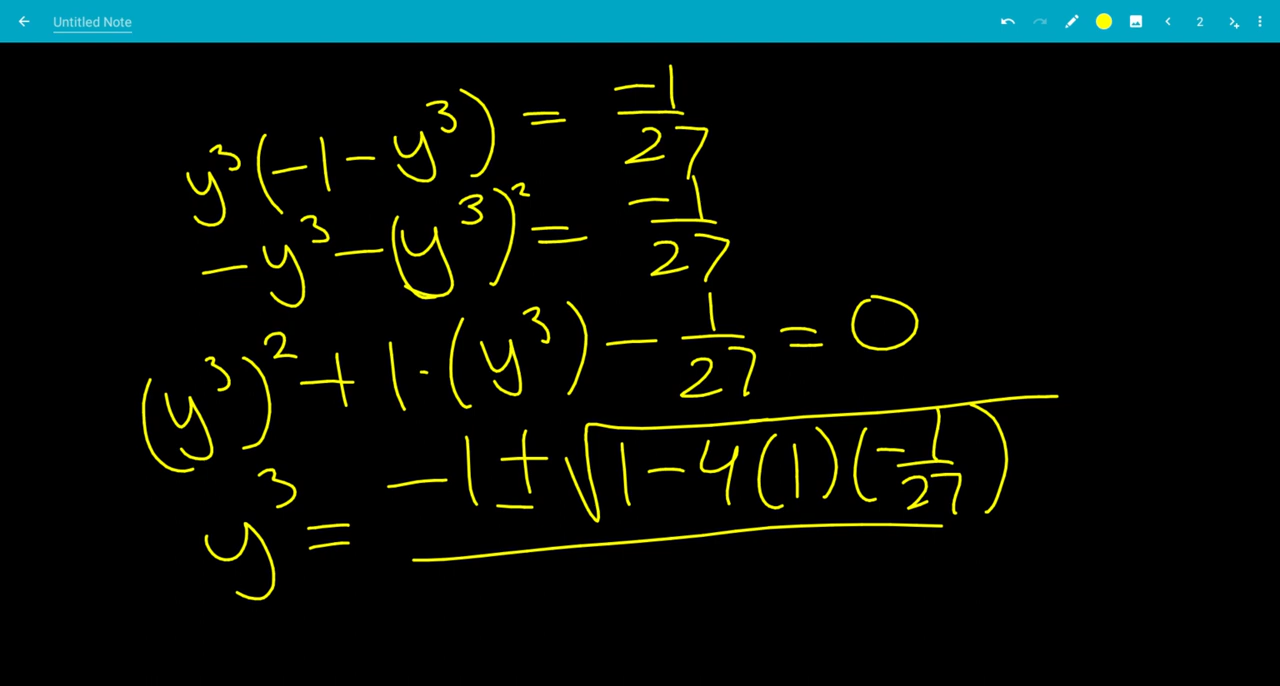 Untitled Note
2
y³(-1-y³) = -1/27
-y³-(y³)² = -1/27
(y³)²+1·(y³)-1/27=0
y³ = -1±√1-4(1)(-1/27)